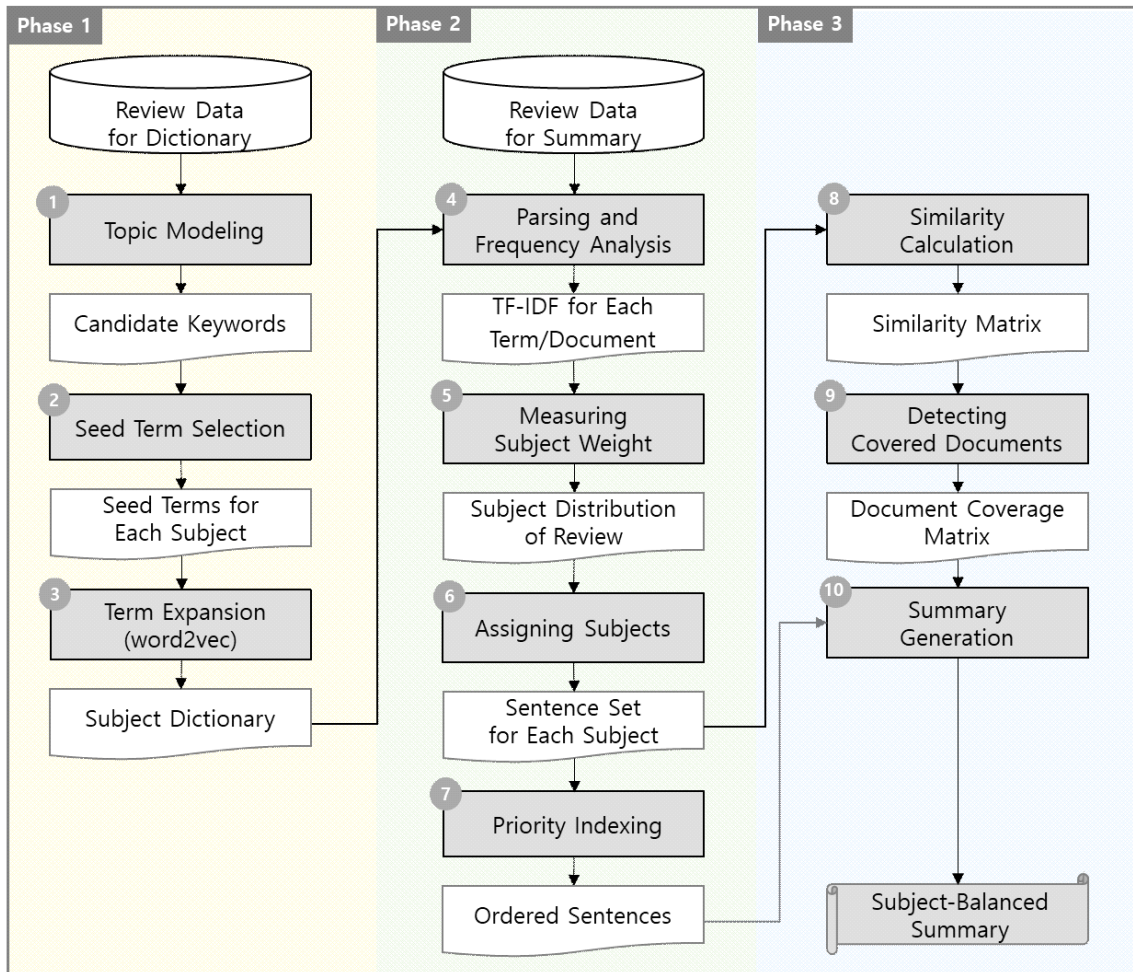 Phase 1
Review Data
for Dictionary
1
Topic Modeling
Candidate Keywords
2
Seed Term Selection
Seed Terms for
Each Subject
3
Term Expansion
(word2vec)
Subject Dictionary
Phase 2
Review Data
for Summary
4
Parsing and
Frequency Analysis
TF-IDF for Each
Term/Document
5
Measuring
Subject Weight
Subject Distribution
of Review
6
Assigning Subjects
Sentence Set
for Each Subject
7
Priority Indexing
Ordered Sentences
Phase 3
8
Similarity
Calculation
Similarity Matrix
9
Detecting
Covered Documents
Document Coverage
Matrix
10
Summary
Generation
Subject-Balanced
Summary